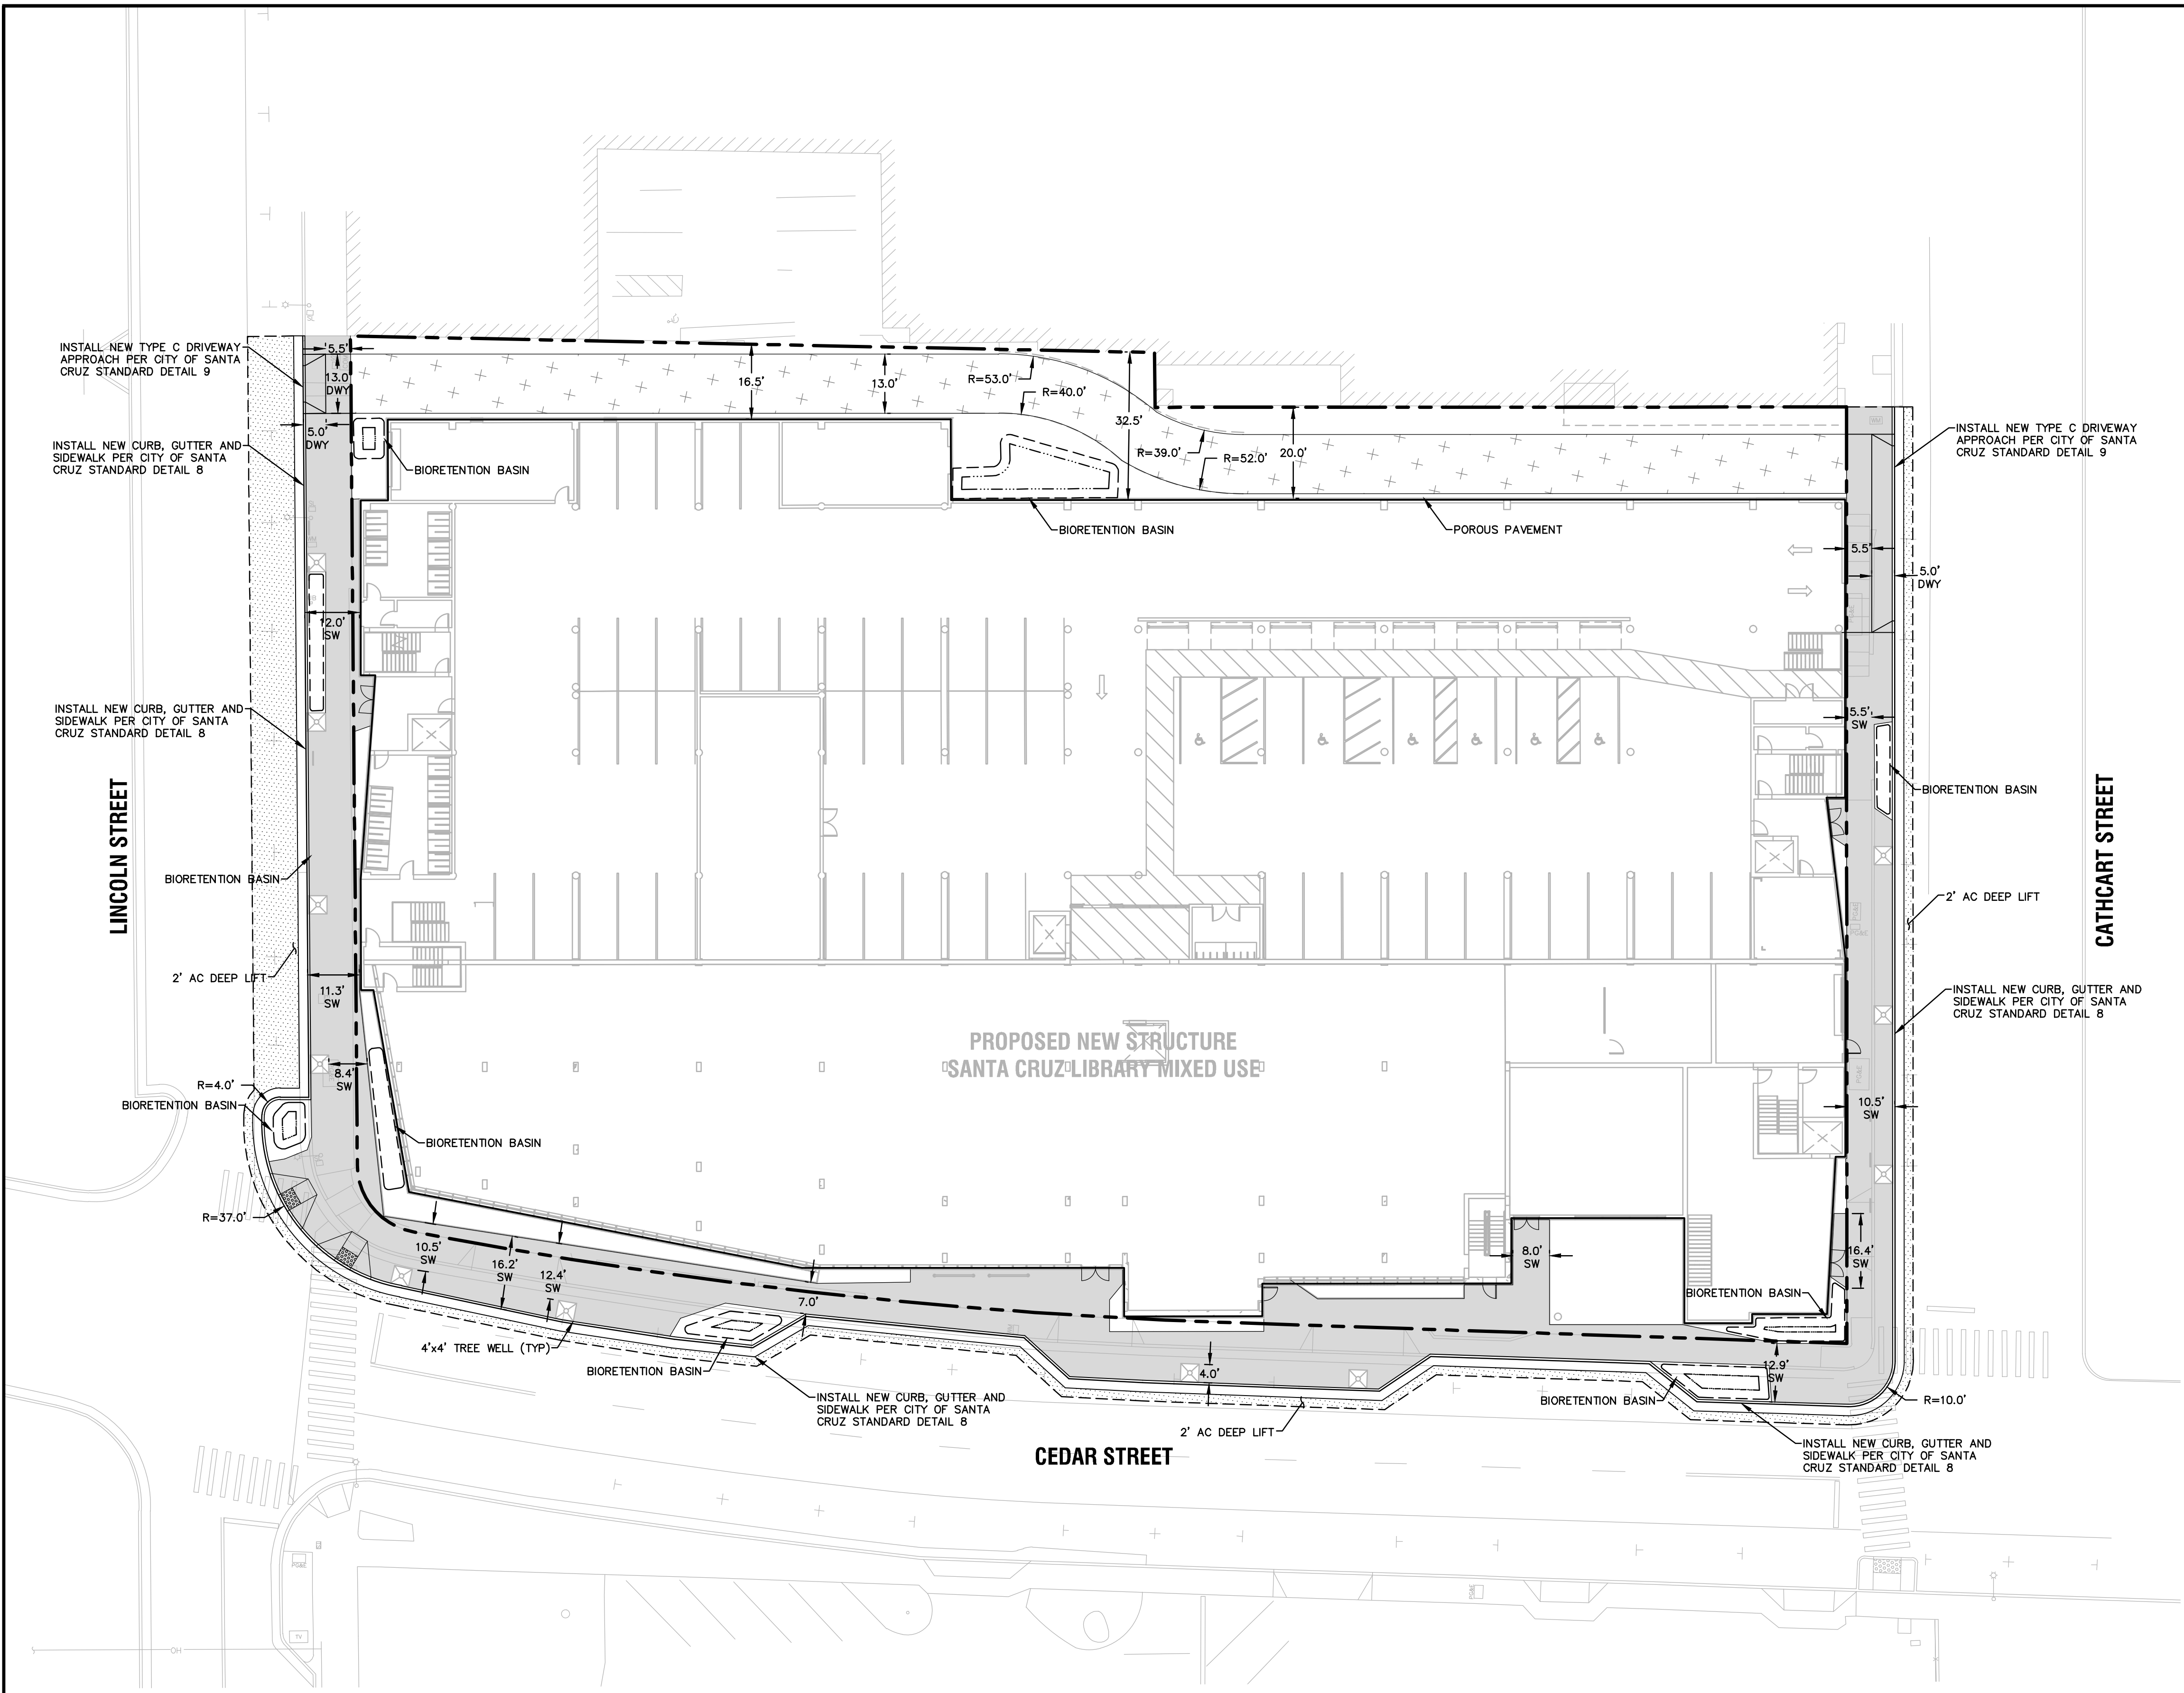 INSTALL NEW TYPE C DRIVEWAY
APPROACH PER CITY OF SANTA
CRUZ STANDARD DETAIL 9
5.5'
13.0'
DWY
5.0'
DWY
16.5'
13.0'
R=53.0'
R=40.0'
32.5'
R=39.0'
R=52.0'
20.0'
INSTALL NEW TYPE C DRIVEWAY
APPROACH PER CITY OF SANTA
CRUZ STANDARD DETAIL 9
INSTALL NEW CURB, GUTTER AND
SIDEWALK PER CITY OF SANTA
CRUZ STANDARD DETAIL 8
BIORETENTION BASIN
BIORETENTION BASIN
POROUS PAVEMENT
5.5'
5.0'
DWY
12.0'
SW
INSTALL NEW CURB, GUTTER AND
SIDEWALK PER CITY OF SANTA
CRUZ STANDARD DETAIL 8
5.5'
SW
BIORETENTION BASIN
LINCOLN STREET
CATHCART STREET
BIORETENTION BASIN
2' AC DEEP LIFT
2' AC DEEP LIFT
11.3'
SW
INSTALL NEW CURB, GUTTER AND
SIDEWALK PER CITY OF SANTA
CRUZ STANDARD DETAIL 8
PROPOSED NEW STRUCTURE
SANTA CRUZ LIBRARY MIXED USE
8.4'
SW
R=4.0'
BIORETENTION BASIN
BIORETENTION BASIN
PG&E
10.5'
SW
R=37.0'
10.5'
SW
16.2'
SW
12.4'
SW
7.0'
8.0'
SW
16.4'
SW
BIORETENTION BASIN
4'x4' TREE WELL (TYP)
BIORETENTION BASIN
4.0'
12.9'
SW
BIORETENTION BASIN
R=10.0'
INSTALL NEW CURB, GUTTER AND
SIDEWALK PER CITY OF SANTA
CRUZ STANDARD DETAIL 8
2' AC DEEP LIFT
CEDAR STREET
INSTALL NEW CURB, GUTTER AND
SIDEWALK PER CITY OF SANTA
CRUZ STANDARD DETAIL 8
PG&E
PG&E
TV
OH